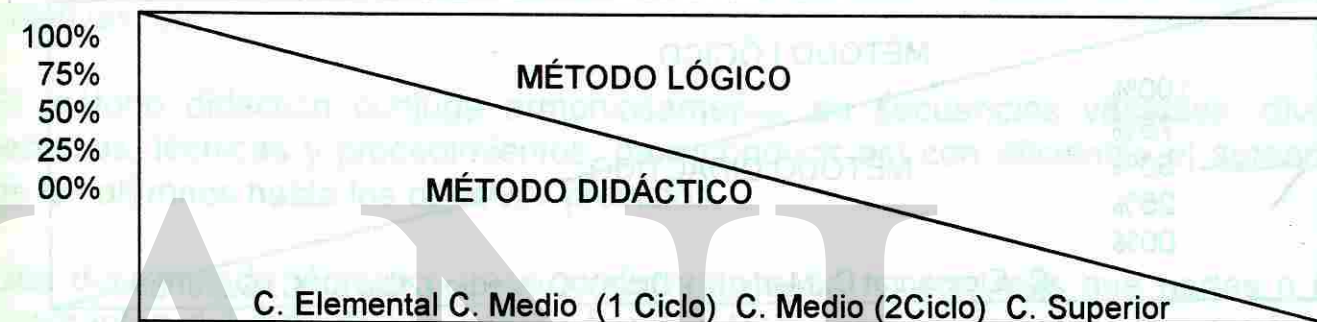 100%
75%
MÉTODO LÓGICO
50%
25%
00%
MÉTODO DIDÁCTICO
C. Elemental C. Medio (1 Ciclo) C. Medio (2Ciclo) C. Superior